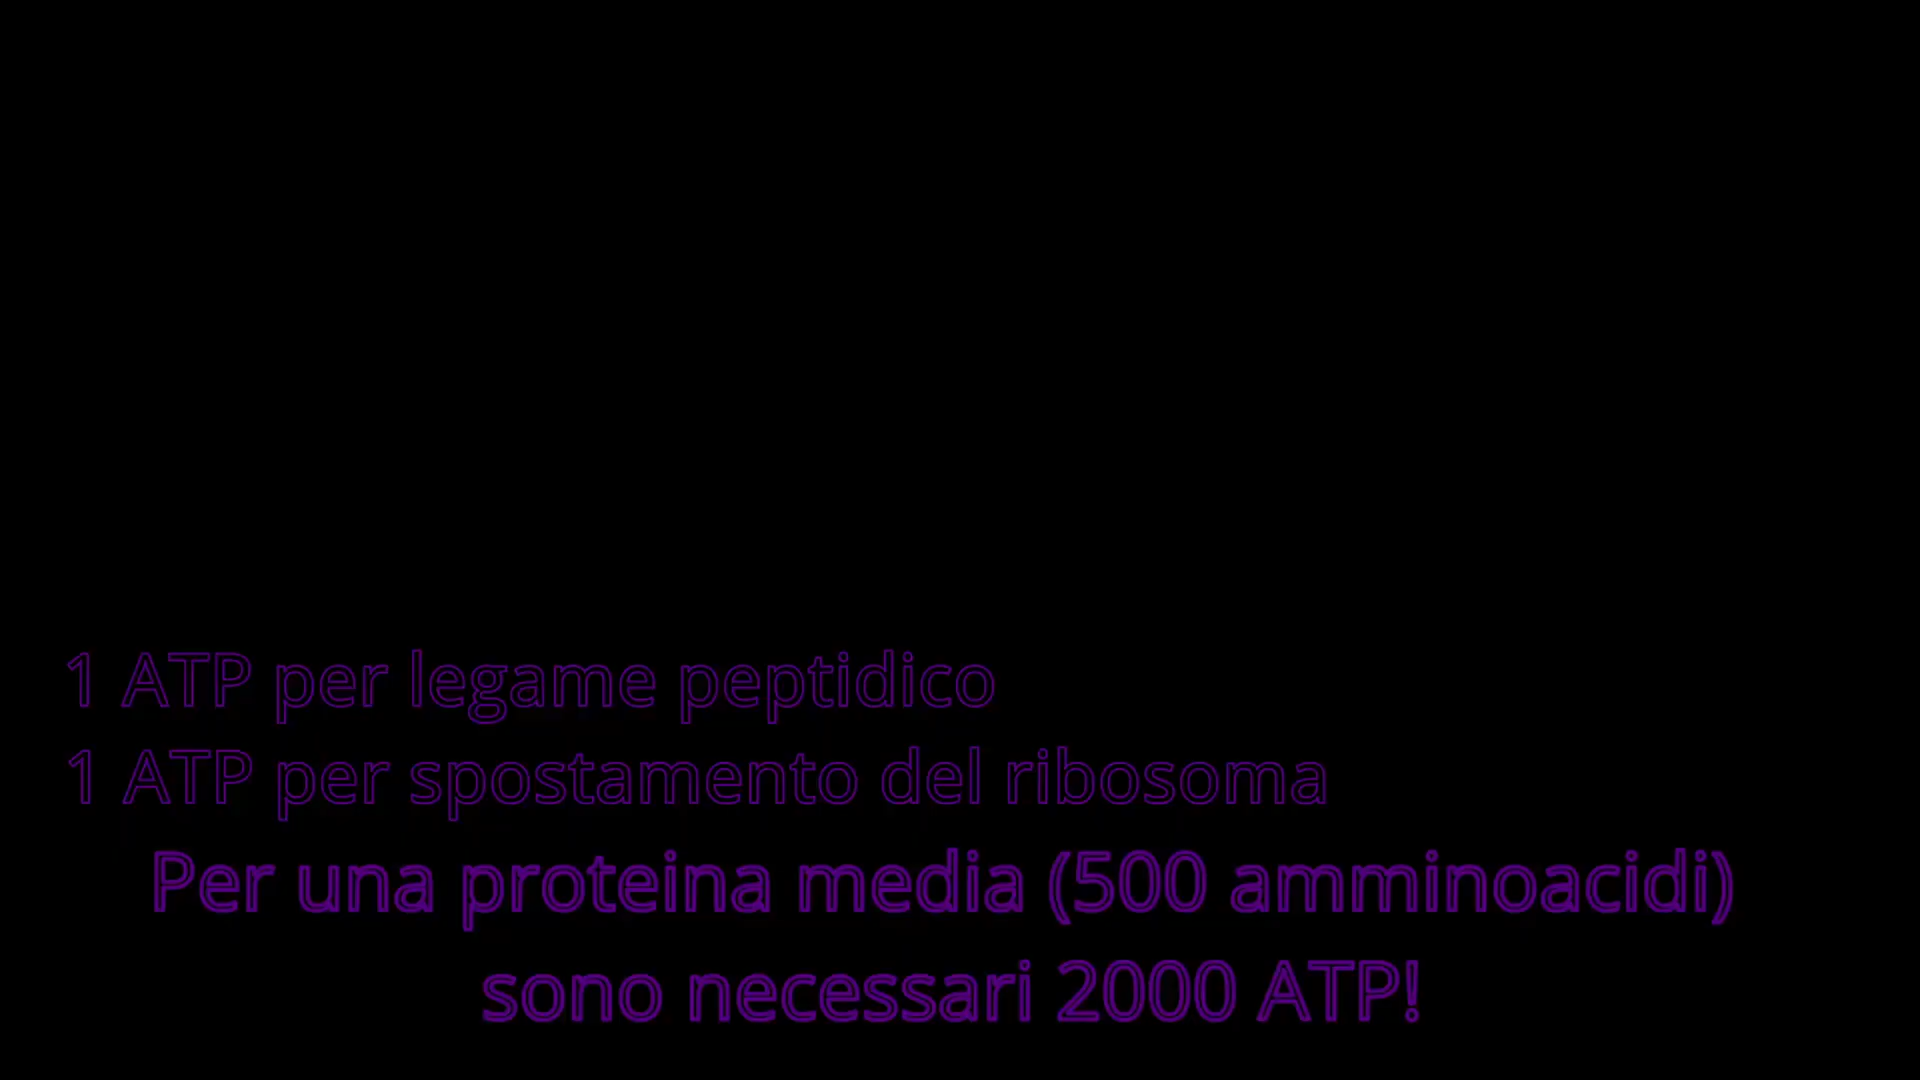 1 ATP per legame peptidico
1 ATP per spostamento del ribosoma
Per una proteina media (500 amminoacidi)
sono necessari 2000 ATP!